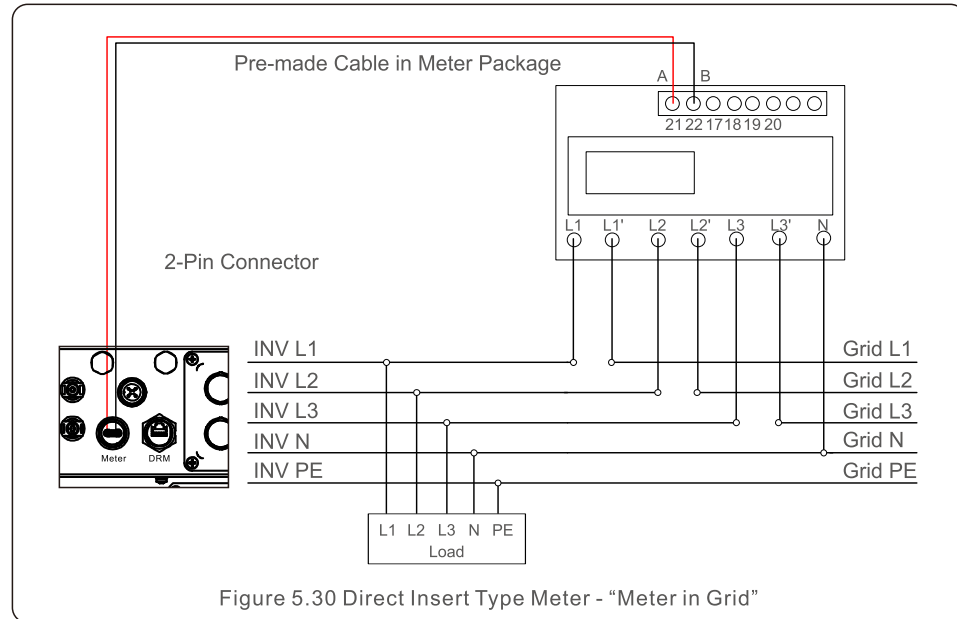 Pre-made Cable in Meter Package
A B
21 22 17 18 19 20
L1 L1' L2 L2' L3 L3' N
2-Pin Connector
INV L1 Grid L1
INV L2 Grid L2
INV L3 Grid L3
INV N Grid N
INV PE Grid PE
Meter DRM
L1 L2 L3 N PE
Load
Figure 5.30 Direct Insert Type Meter - “Meter in Grid”